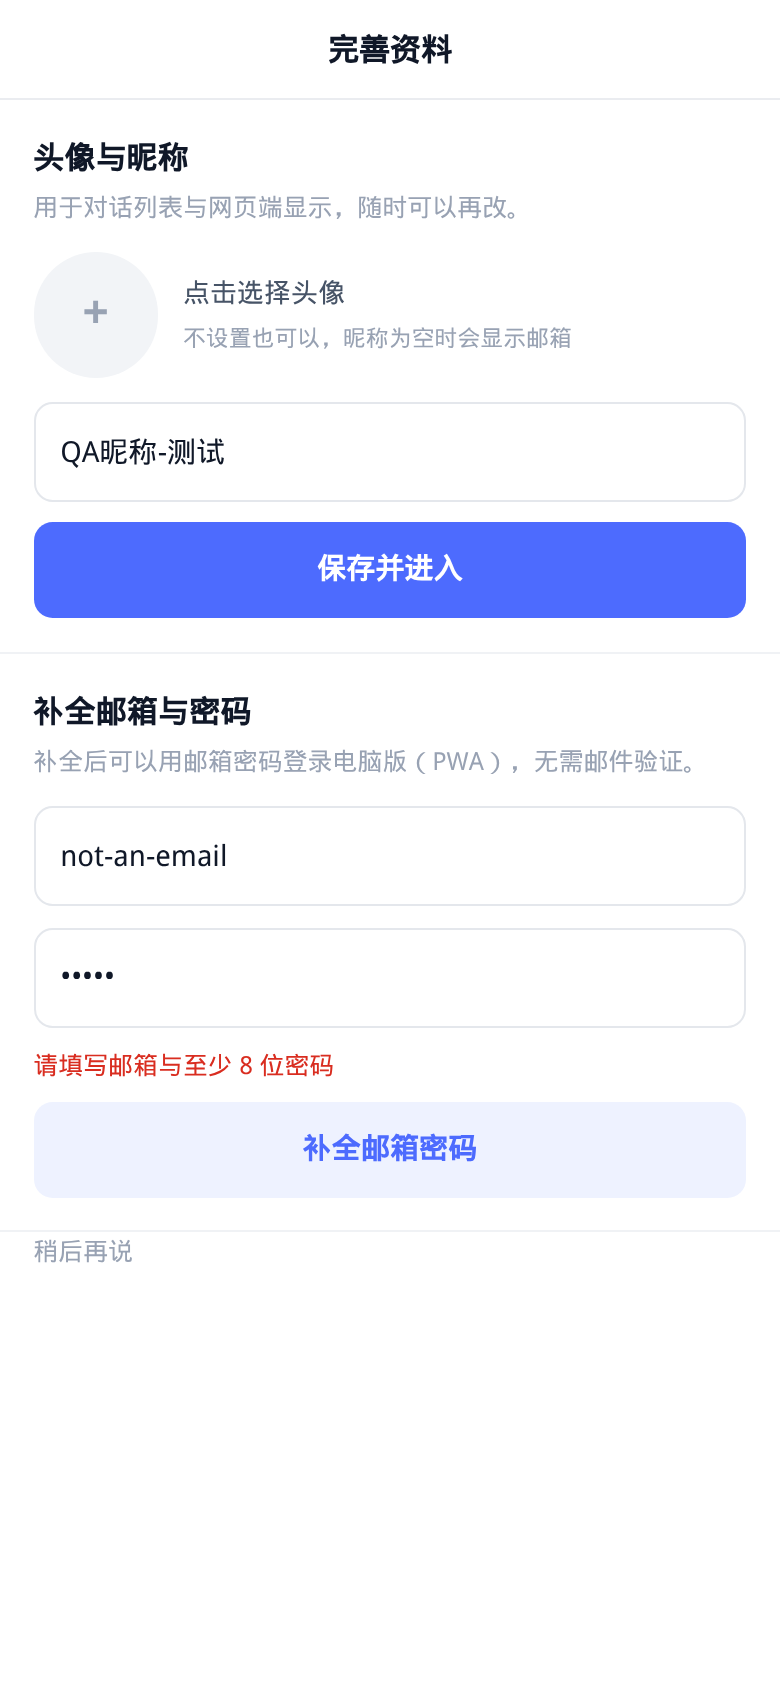 完善资料
头像与昵称
用于对话列表与网页端显示，随时可以再改。
+
点击选择头像
不设置也可以，昵称为空时会显示邮箱
QA昵称-测试
保存并进入
补全邮箱与密码
补全后可以用邮箱密码登录电脑版（PWA），无需邮件验证。
not-an-email
•••••
请填写邮箱与至少 8 位密码
补全邮箱密码
稍后再说